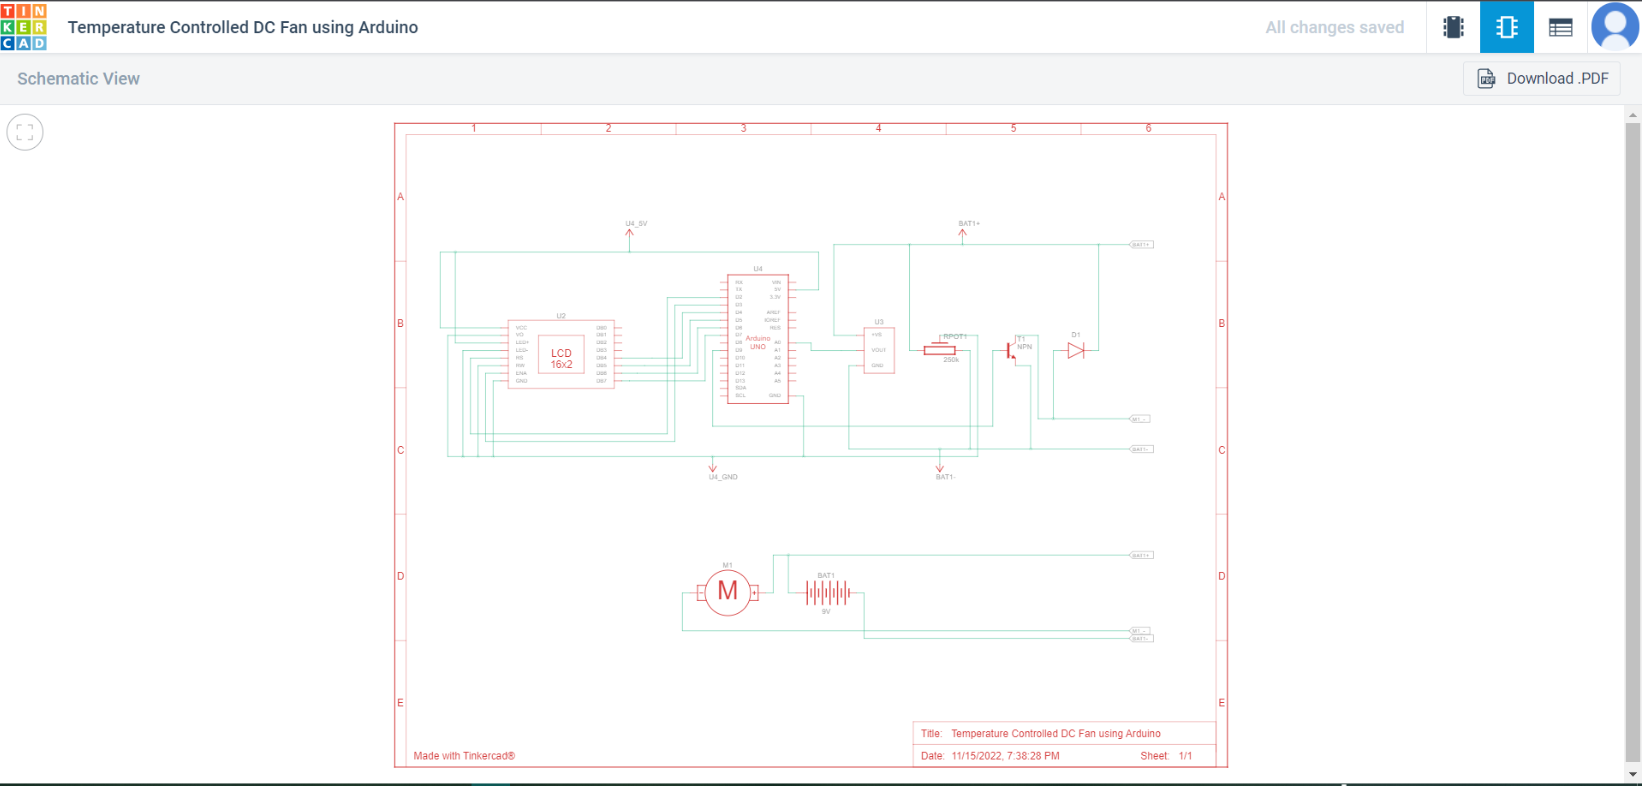 TIN
KER
CAD
Temperature Controlled DC Fan using Arduino
All changes saved
Schematic View
Download .PDF
1 2 3 4 5 6
A A
U4_5V BAT1+
BAT1+
U4
B B
U2
LCD
16x2
VCC
VO
LED+
LED-
RS
RW
ENA
GND
DB0
DB1
DB2
DB3
DB4
DB5
DB6
DB7
Arduino
UNO
VIN
5V
3.3V
AREF
IOREF
RES
A0
A1
A2
A3
A4
A5
GND
D2
D3
D4
D5
D6
D7
D8
D9
D10
D11
D12
D13
SDA
SCL
U3
+VS
VOUT
GND
RPOT1
250k
T1
NPN
D1
M1_-
C C
BAT1-
U4_GND BAT1-
BAT1+
M1
M
BAT1
9V
D D
M1_-
BAT1-
E E
Title: Temperature Controlled DC Fan using Arduino
Made with Tinkercad®
Date: 11/15/2022, 7:38:28 PM Sheet: 1/1